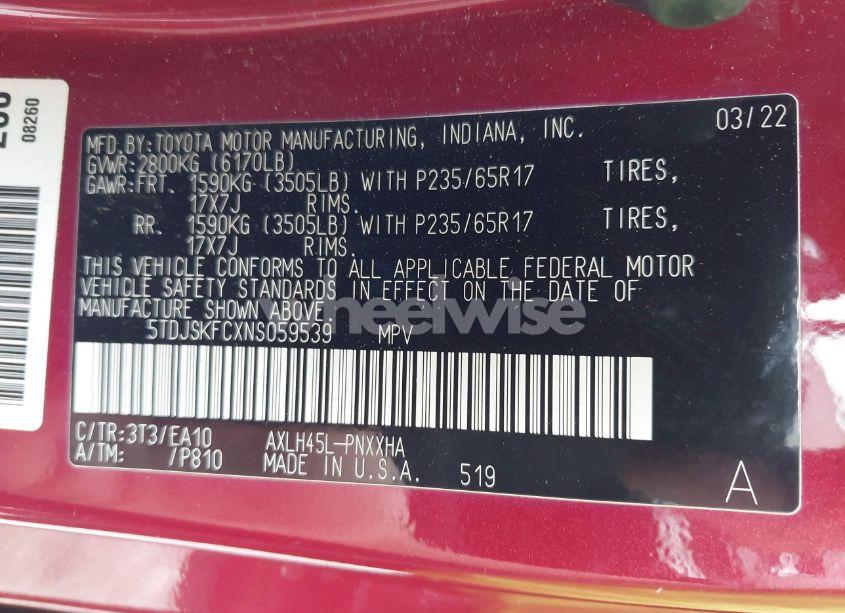 08260
MFD.BY:TOYOTA MOTOR MANUFACTURING, INDIANA, INC. 03/22
GVWR:2800KG (6170LB)
GAWR:FRT. 1590KG (3505LB) WITH P235/65R17 TIRES,
17X7J RIMS.
RR. 1590KG (3505LB) WITH P235/65R17 TIRES,
17X7J RIMS.
THIS VEHICLE CONFORMS TO ALL APPLICABLE FEDERAL MOTOR
VEHICLE SAFETY STANDARDS IN EFFECT ON THE DATE OF
MANUFACTURE SHOWN ABOVE.
wheelwise
5TDJSKFCXNS059539 MPV
C/TR:3T3/EA10 AXLH45L-PNXXHA
A/TM: /P810 MADE IN U.S.A. 519 A